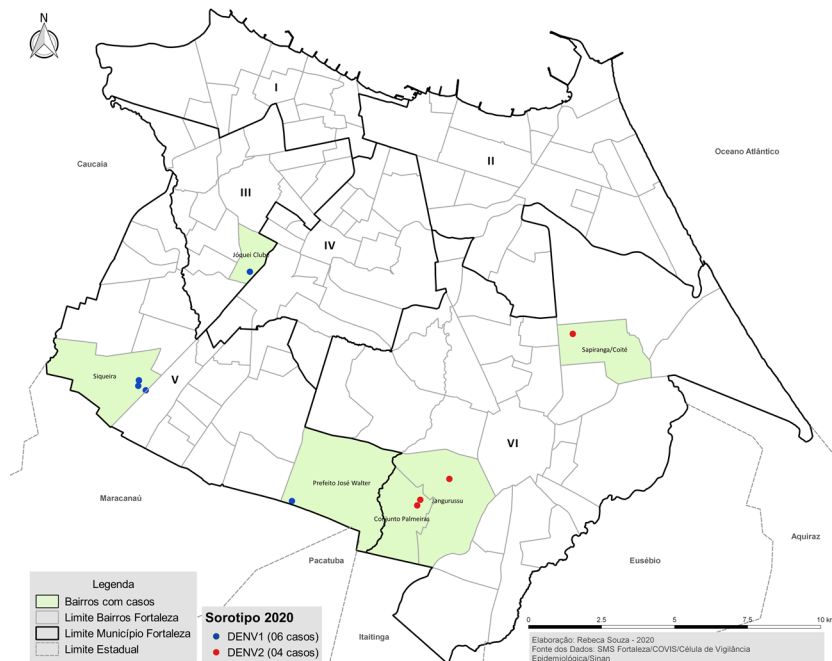 N
I
II
Oceano Atlântico
Caucaia
III
IV
Jóquei Clube
Sapiranga/Coité
Siqueira
V
VI
Prefeito José Walter
Maracanaú
Jangurussu
Conjunto Palmeiras
Aquiraz
Pacatuba
Eusébio
Itaitinga
Legenda
Bairros com casos
Limite Bairros Fortaleza
Limite Município Fortaleza
Limite Estadual
Sorotipo 2020
DENV1 (06 casos)
DENV2 (04 casos)
0 2.5 5 7,5 10 km
Elaboração: Rebeca Souza - 2020
Fonte dos Dados: SMS Fortaleza/COVIS/Célula de Vigilância
Epidemiológica/Sinan